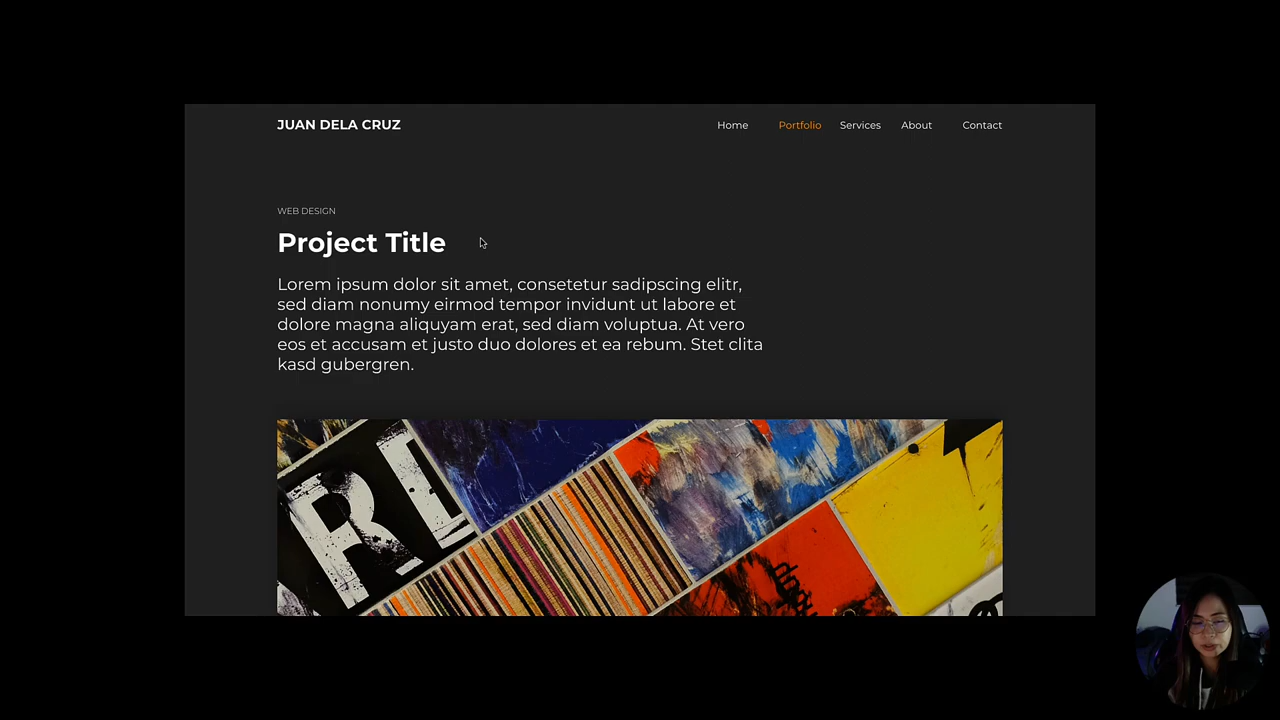 JUAN DELA CRUZ
Home Portfolio Services About Contact
WEB DESIGN
Project Title
Lorem ipsum dolor sit amet, consetetur sadipscing elitr,
sed diam nonumy eirmod tempor invidunt ut labore et
dolore magna aliquyam erat, sed diam voluptua. At vero
eos et accusam et justo duo dolores et ea rebum. Stet clita
kasd gubergren.